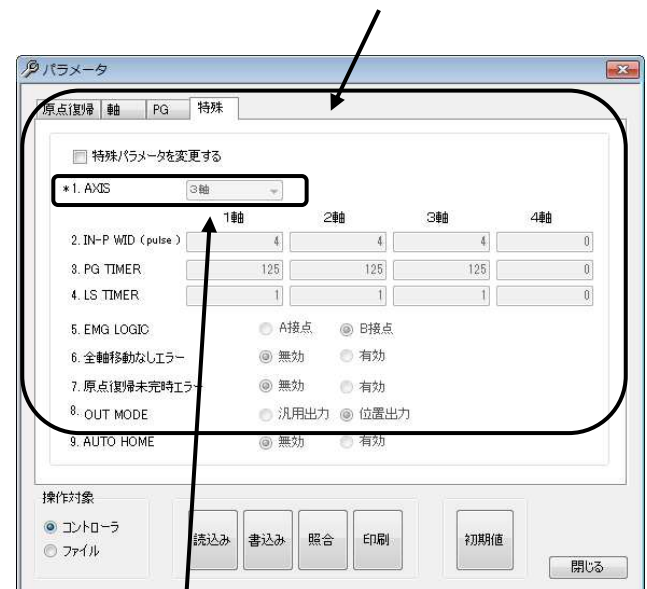 パラメータ
原点復帰 軸 PG 特殊
特殊パラメータを変更する
*1. AXIS 3軸
1軸 2軸 3軸 4軸
2. IN-P WID (pulse) 4 4 4 0
3. PG TIMER 125 125 125 0
4. LS TIMER 1 1 1 0
5. EMG LOGIC A接点 B接点
6. 全軸移動なしエラー 無効 有効
7. 原点復帰未完時エラー 無効 有効
8. OUT MODE 汎用出力 位置出力
9. AUTO HOME 無効 有効
操作対象
コントローラ
ファイル
読込み 書込み 照合 印刷 初期値
閉じる